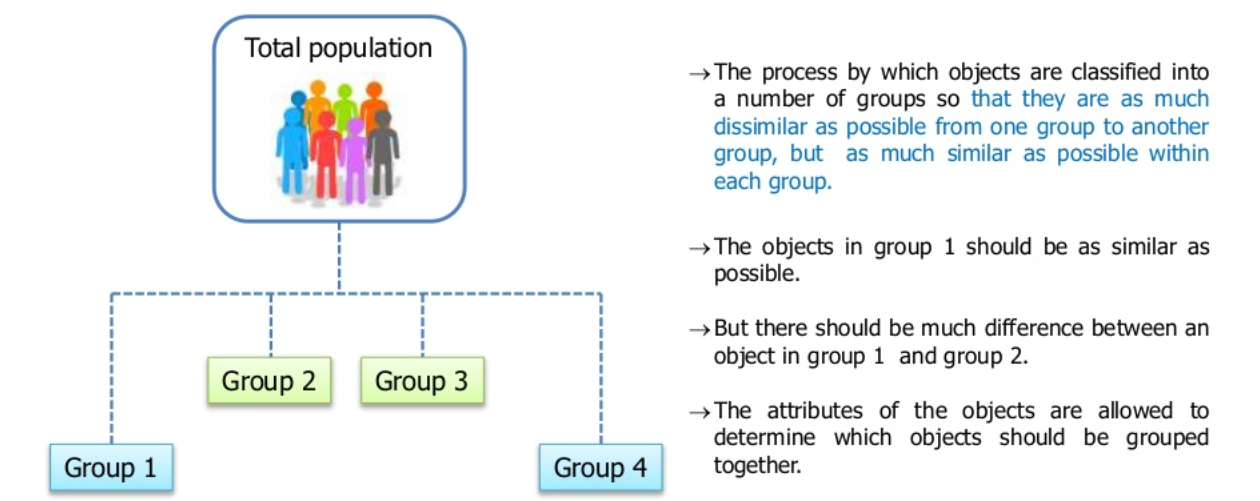 Total population
Group 2
Group 3
Group 1
Group 4
→The process by which objects are classified into
a number of groups so that they are as much
dissimilar as possible from one group to another
group, but as much similar as possible within
each group.
→The objects in group 1 should be as similar as
possible.
→But there should be much difference between an
object in group 1 and group 2.
→The attributes of the objects are allowed to
determine which objects should be grouped
together.